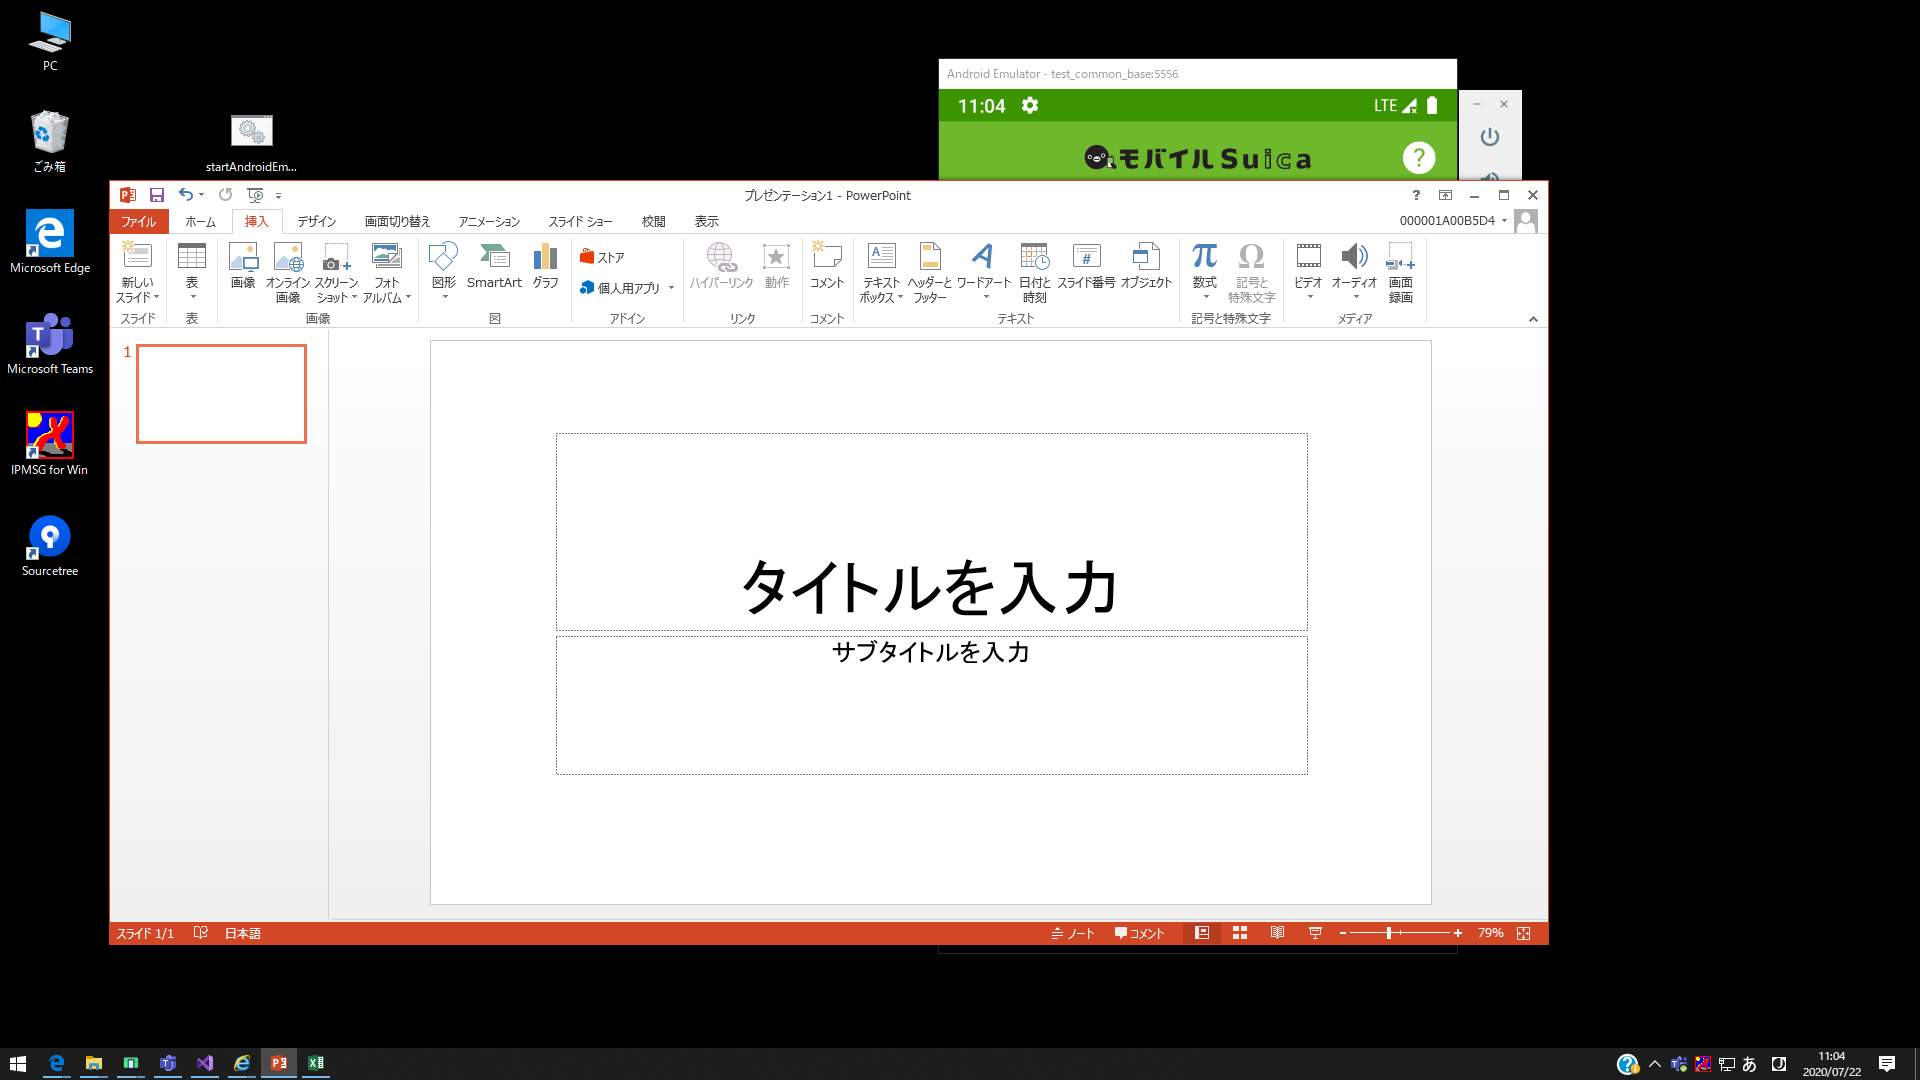 PC
ごみ箱
startAndroidEm...
Microsoft Edge
Microsoft Teams
IPMSG for Win
Sourcetree
Android Emulator - test_common_base:5556
11:04
LTE
モバイルSuica
?
プレゼンテーション1 - PowerPoint
?
ファイル ホーム 挿入 デザイン 画面切り替え アニメーション スライド ショー 校閲 表示
000001A00B5D4
新しい
スライド
表
画像
オンライン
画像
スクリーン
ショット
フォト
アルバム
図形
SmartArt
グラフ
ストア
個人用アプリ
ハイパーリンク
動作
コメント
テキスト
ボックス
ヘッダーと
フッター
ワードアート
日付と
時刻
スライド番号
オブジェクト
数式
記号と
特殊文字
ビデオ
オーディオ
画面
録画
スライド
表
画像
図
アドイン
リンク
コメント
テキスト
記号と特殊文字
メディア
1
タイトルを入力
サブタイトルを入力
スライド 1/1
日本語
ノート
コメント
79%
あ
11:04
2020/07/22